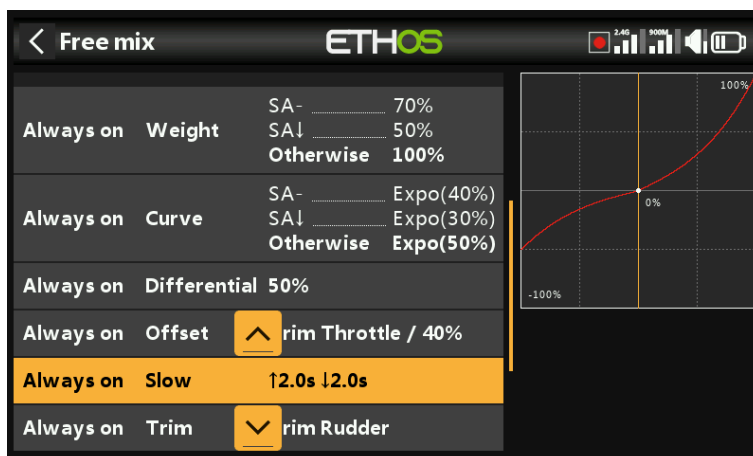 Free mix
ETHOS
2.4G 900M
Always on Weight SA- 70%
SA↓ 50%
Otherwise 100%
Always on Curve SA- Expo(40%)
SA↓ Expo(30%)
Otherwise Expo(50%)
Always on Differential 50%
Always on Offset rim Throttle / 40%
Always on Slow ↑2.0s ↓2.0s
Always on Trim rim Rudder
100%
0%
-100%